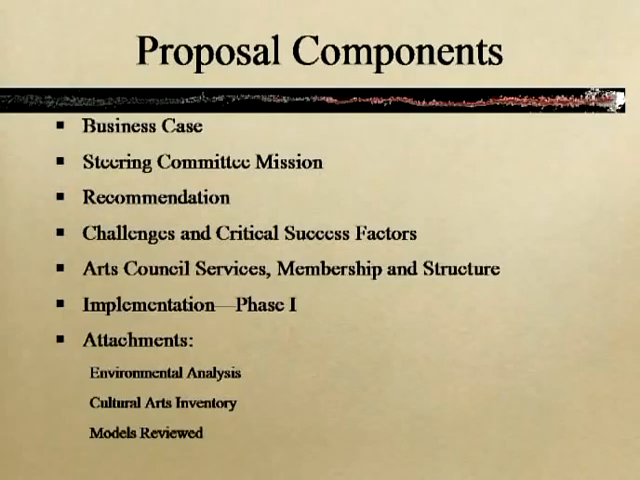 Proposal Components
▪ Business Case
▪ Steering Committee Mission
▪ Recommendation
▪ Challenges and Critical Success Factors
▪ Arts Council Services, Membership and Structure
▪ Implementation—Phase I
▪ Attachments:
Environmental Analysis
Cultural Arts Inventory
Models Reviewed